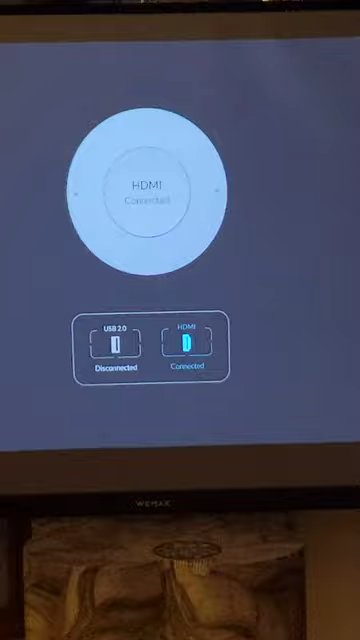 HDMI
Connected
USB 2.0
HDMI
Disconnected
Connected
WEMAX